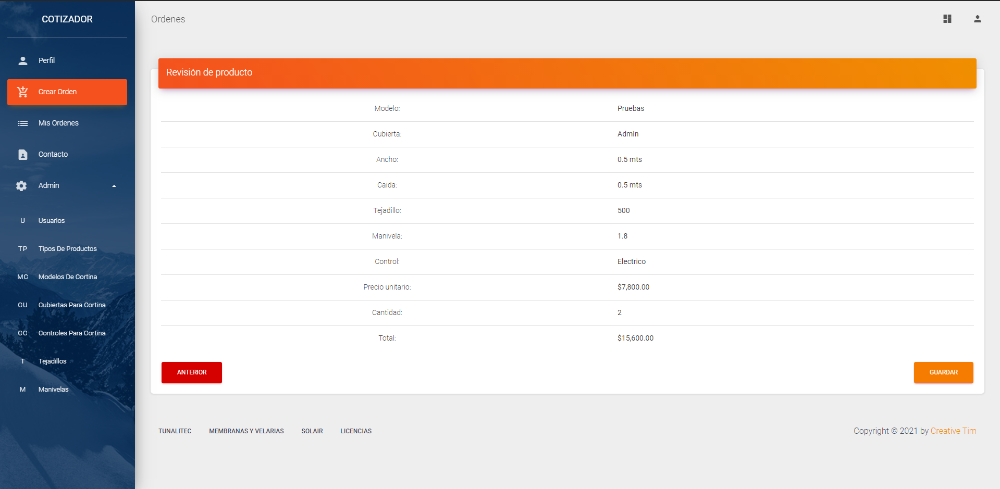 COTIZADOR
Perfil
Crear Orden
Mis Ordenes
Contacto
Admin
U Usuarios
TP Tipos De Productos
MC Modelos De Cortina
CU Cubiertas Para Cortina
CC Controles Para Cortina
T Tejadillos
M Manivelas
Ordenes
Revisión de producto
Modelo: Pruebas
Cubierta: Admin
Ancho: 0.5 mts
Caida: 0.5 mts
Tejadillo: 500
Manivela: 1.8
Control: Electrico
Precio unitario: $7,800.00
Cantidad: 2
Total: $15,600.00
ANTERIOR GUARDAR
TUNALITEC MEMBRANAS Y VELARIAS SOLAIR LICENCIAS Copyright © 2021 by Creative Tim